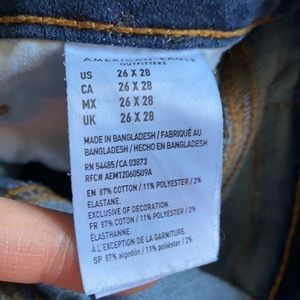 AMERICAN EAGLE
OUTFITTERS
US 26 X 28
CA 26 X 28
MX 26 X 28
UK 26 X 28
MADE IN BANGLADESH / FABRIQUÉ AU
BANGLADESH / HECHO EN BANGLADESH
RN 54485/CA 03873
RFC# AEM120605U9A
EN 87% COTTON / 11% POLYESTER / 2%
ELASTANE.
EXCLUSIVE OF DECORATION.
FR 87% COTON / 11% POLYESTER / 2%
ÉLASTHANNE.
À L'EXCEPTION DE LA GARNITURE.
SP 87% algodón / 11% poliéster / 2%